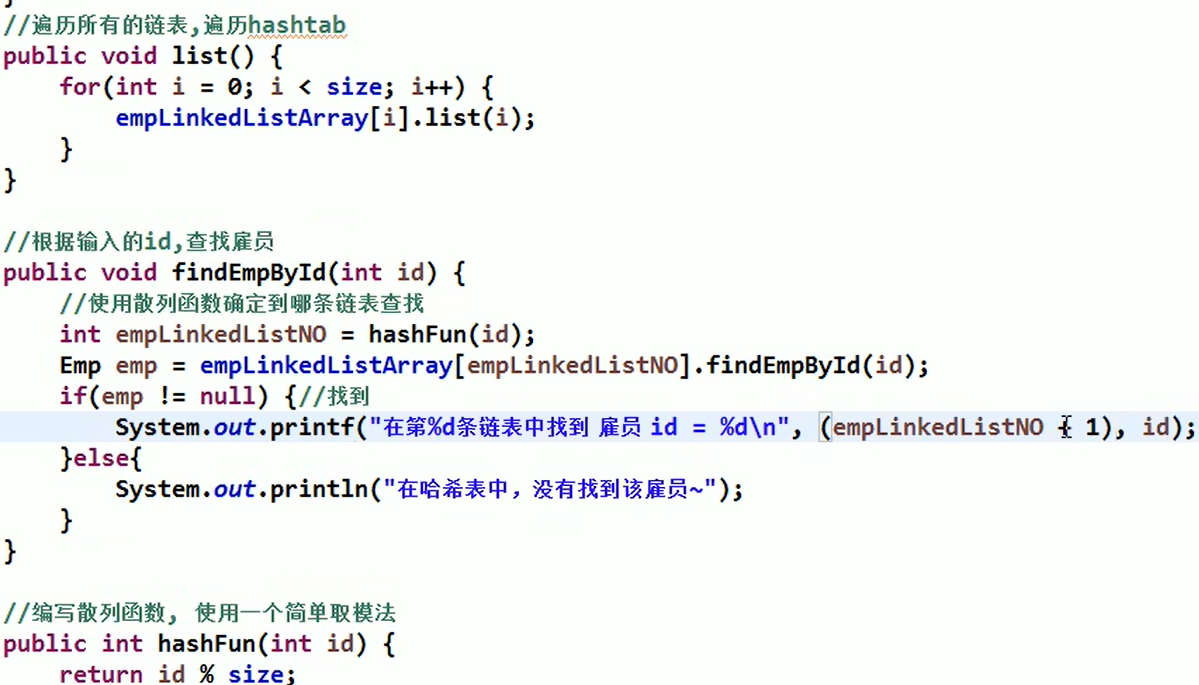 }
//遍历所有的链表,遍历hashtab
public void list() {
    for(int i = 0; i < size; i++) {
        empLinkedListArray[i].list(i);
    }
}

//根据输入的id,查找雇员
public void findEmpById(int id) {
    //使用散列函数确定到哪条链表查找
    int empLinkedListNO = hashFun(id);
    Emp emp = empLinkedListArray[empLinkedListNO].findEmpById(id);
    if(emp != null) {//找到
        System.out.printf("在第%d条链表中找到 雇员 id = %d\n", (empLinkedListNO + 1), id);
    }else{
        System.out.println("在哈希表中，没有找到该雇员~");
    }
}

//编写散列函数, 使用一个简单取模法
public int hashFun(int id) {
    return id % size;